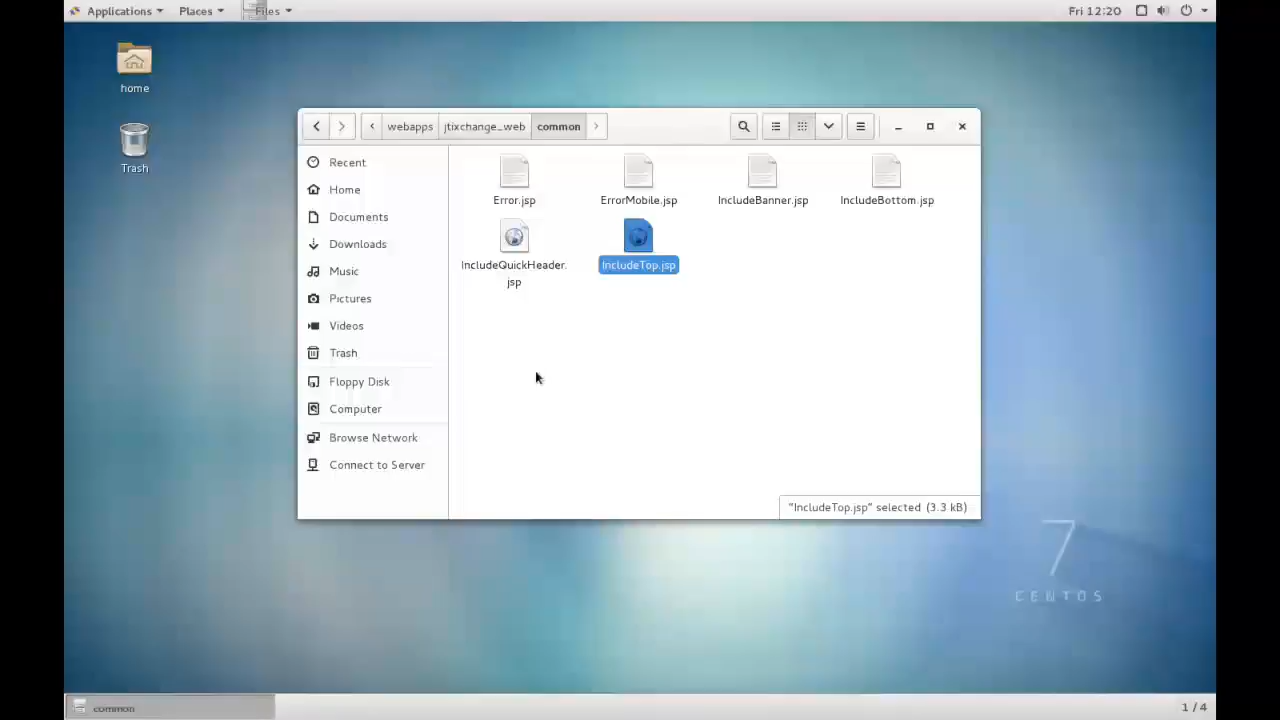 Applications Places Files Fri 12:20
home
Trash
webapps jtixchange_web common
Recent
Home
Documents
Downloads
Music
Pictures
Videos
Trash
Floppy Disk
Computer
Browse Network
Connect to Server
Error.jsp ErrorMobile.jsp IncludeBanner.jsp IncludeBottom.jsp
IncludeQuickHeader. IncludeTop.jsp
jsp
"IncludeTop.jsp" selected (3.3 kB)
7
CENTOS
common 1 / 4